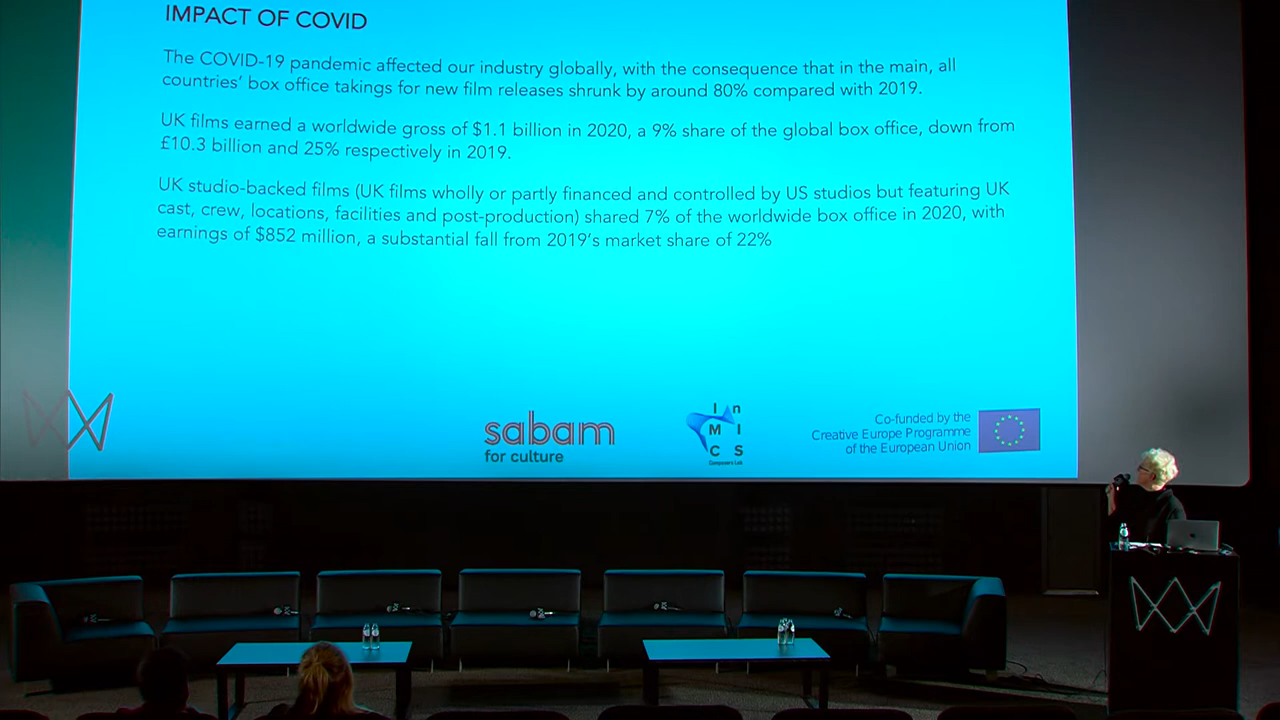 IMPACT OF COVID
The COVID-19 pandemic affected our industry globally, with the consequence that in the main, all
countries' box office takings for new film releases shrunk by around 80% compared with 2019.
UK films earned a worldwide gross of $1.1 billion in 2020, a 9% share of the global box office, down from
£10.3 billion and 25% respectively in 2019.
UK studio-backed films (UK films wholly or partly financed and controlled by US studios but featuring UK
cast, crew, locations, facilities and post-production) shared 7% of the worldwide box office in 2020, with
earnings of $852 million, a substantial fall from 2019's market share of 22%
sabam
for culture
I n
M I
C S
Composers Lab
Co-funded by the
Creative Europe Programme
of the European Union